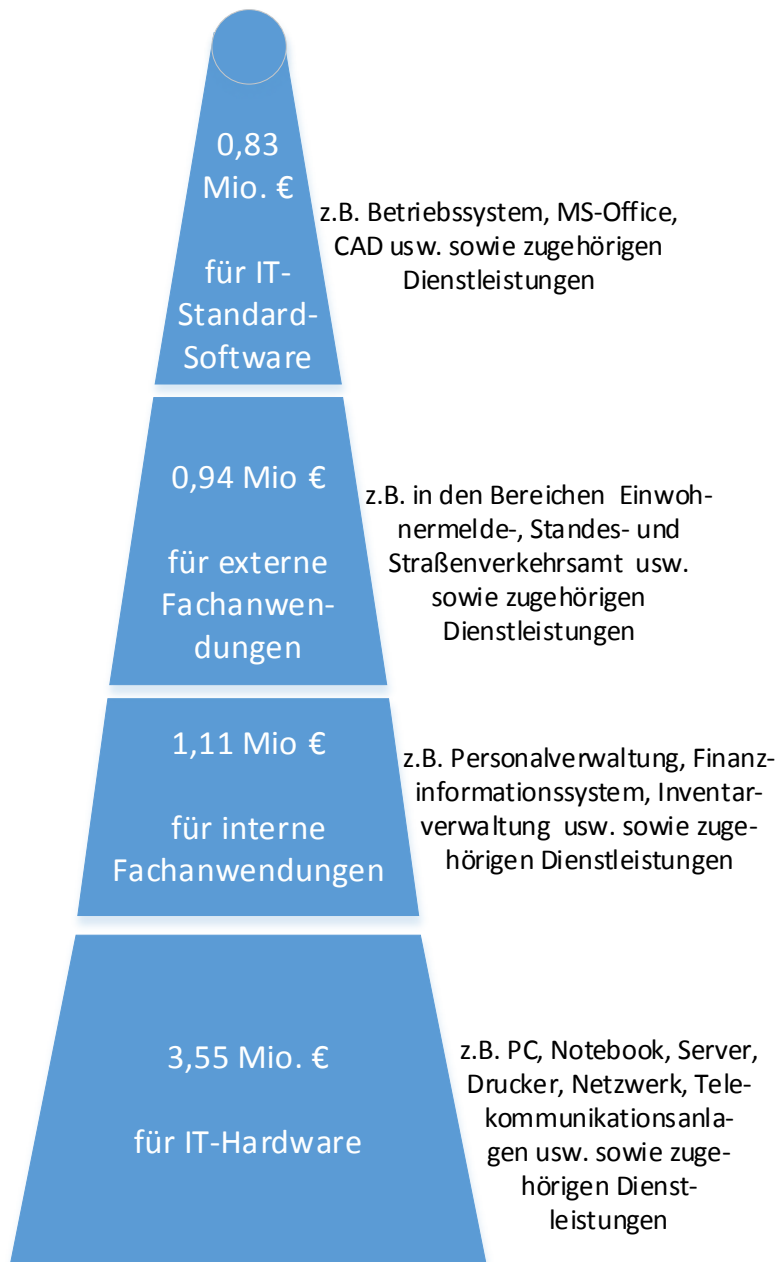 0,83
Mio. €
für IT-
Standard-
Software
z.B. Betriebssystem, MS-Office,
CAD usw. sowie zugehörigen
Dienstleistungen
0,94 Mio €
für externe
Fachanwen-
dungen
z.B. in den Bereichen Einwoh-
nermelde-, Standes- und
Straßenverkehrsamt usw.
sowie zugehörigen
Dienstleistungen
1,11 Mio €
für interne
Fachanwendungen
z.B. Personalverwaltung, Finanz-
informationssystem, Inventar-
verwaltung usw. sowie zuge-
hörigen Dienstleistungen
3,55 Mio. €
für IT-Hardware
z.B. PC, Notebook, Server,
Drucker, Netzwerk, Tele-
kommunikationsanla-
gen usw. sowie zuge-
hörigen Dienst-
leistungen